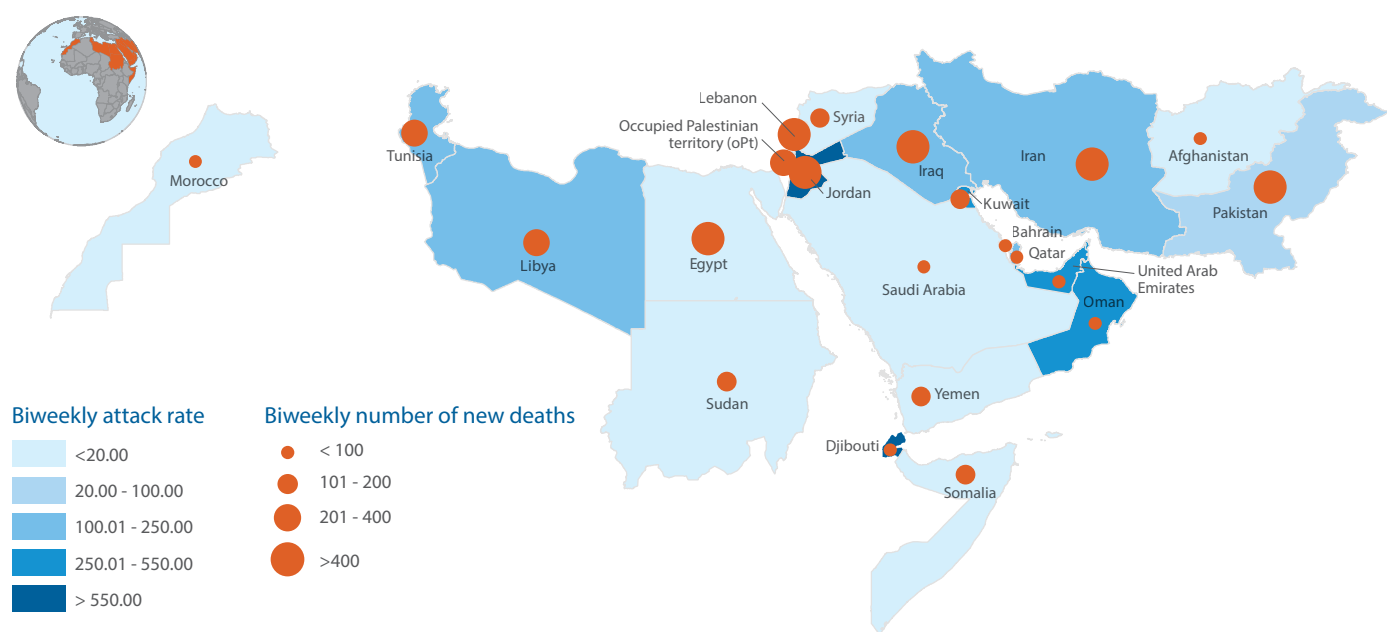 Lebanon
Syria
Occupied Palestinian
territory (oPt)
Tunisia
Morocco
Iraq
Iran
Afghanistan
Jordan
Kuwait
Pakistan
Bahrain
Qatar
Libya
Egypt
Saudi Arabia
United Arab
Emirates
Oman
Sudan
Yemen
Djibouti
Somalia
Biweekly attack rate
<20.00
20.00 - 100.00
100.01 - 250.00
250.01 - 550.00
> 550.00
Biweekly number of new deaths
< 100
101 - 200
201 - 400
>400